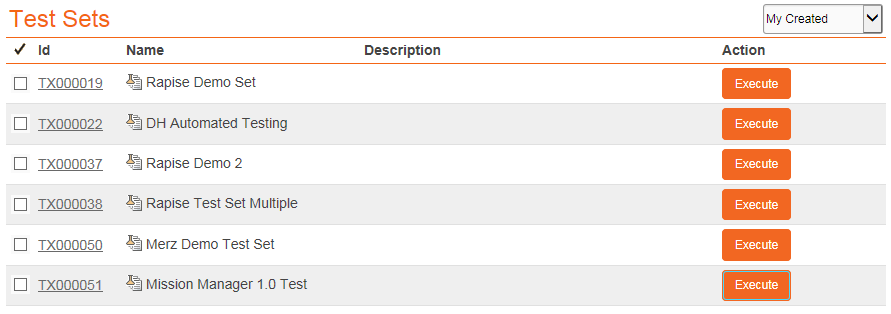 Test Sets My Created
Id Name Description Action
TX000019 Rapise Demo Set Execute
TX000022 DH Automated Testing Execute
TX000037 Rapise Demo 2 Execute
TX000038 Rapise Test Set Multiple Execute
TX000050 Merz Demo Test Set Execute
TX000051 Mission Manager 1.0 Test Execute